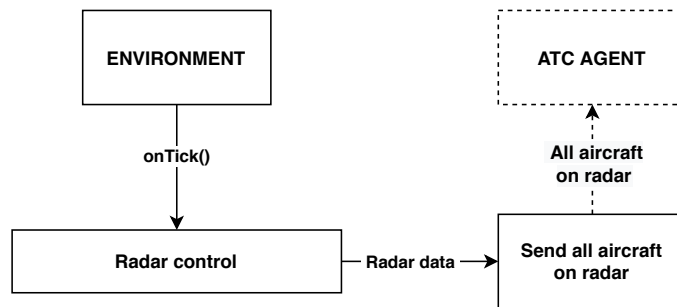 ENVIRONMENT
ATC AGENT
onTick()
All aircraft
on radar
Radar control
Radar data
Send all aircraft
on radar